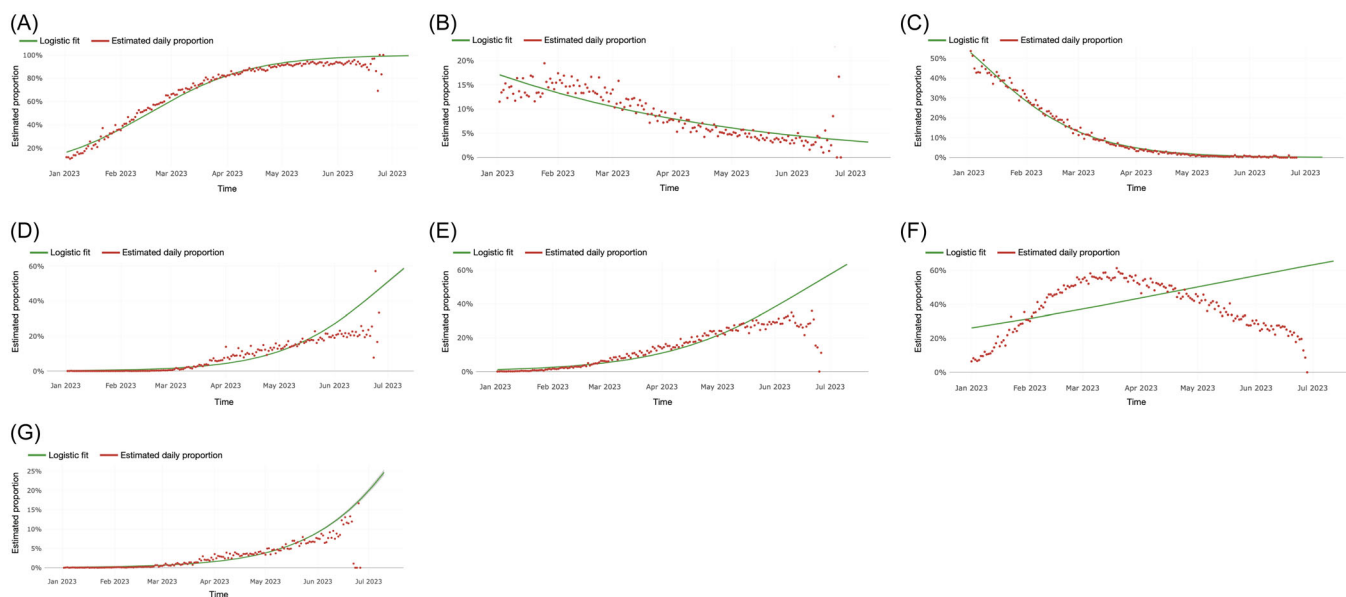 (A)
Logistic fit Estimated daily proportion
Estimated proportion
100%
80%
60%
40%
20%
Jan 2023 Feb 2023 Mar 2023 Apr 2023 May 2023 Jun 2023 Jul 2023
Time
(B)
Logistic fit Estimated daily proportion
Estimated proportion
20%
15%
10%
5%
0%
Jan 2023 Feb 2023 Mar 2023 Apr 2023 May 2023 Jun 2023 Jul 2023
Time
(C)
Logistic fit Estimated daily proportion
Estimated proportion
50%
40%
30%
20%
10%
0%
Jan 2023 Feb 2023 Mar 2023 Apr 2023 May 2023 Jun 2023 Jul 2023
Time
(D)
Logistic fit Estimated daily proportion
Estimated proportion
60%
40%
20%
0%
Jan 2023 Feb 2023 Mar 2023 Apr 2023 May 2023 Jun 2023 Jul 2023
Time
(E)
Logistic fit Estimated daily proportion
Estimated proportion
60%
40%
20%
0%
Jan 2023 Feb 2023 Mar 2023 Apr 2023 May 2023 Jun 2023 Jul 2023
Time
(F)
Logistic fit Estimated daily proportion
Estimated proportion
60%
40%
20%
0%
Jan 2023 Feb 2023 Mar 2023 Apr 2023 May 2023 Jun 2023 Jul 2023
Time
(G)
Logistic fit Estimated daily proportion
Estimated proportion
25%
20%
15%
10%
5%
0%
Jan 2023 Feb 2023 Mar 2023 Apr 2023 May 2023 Jun 2023 Jul 2023
Time